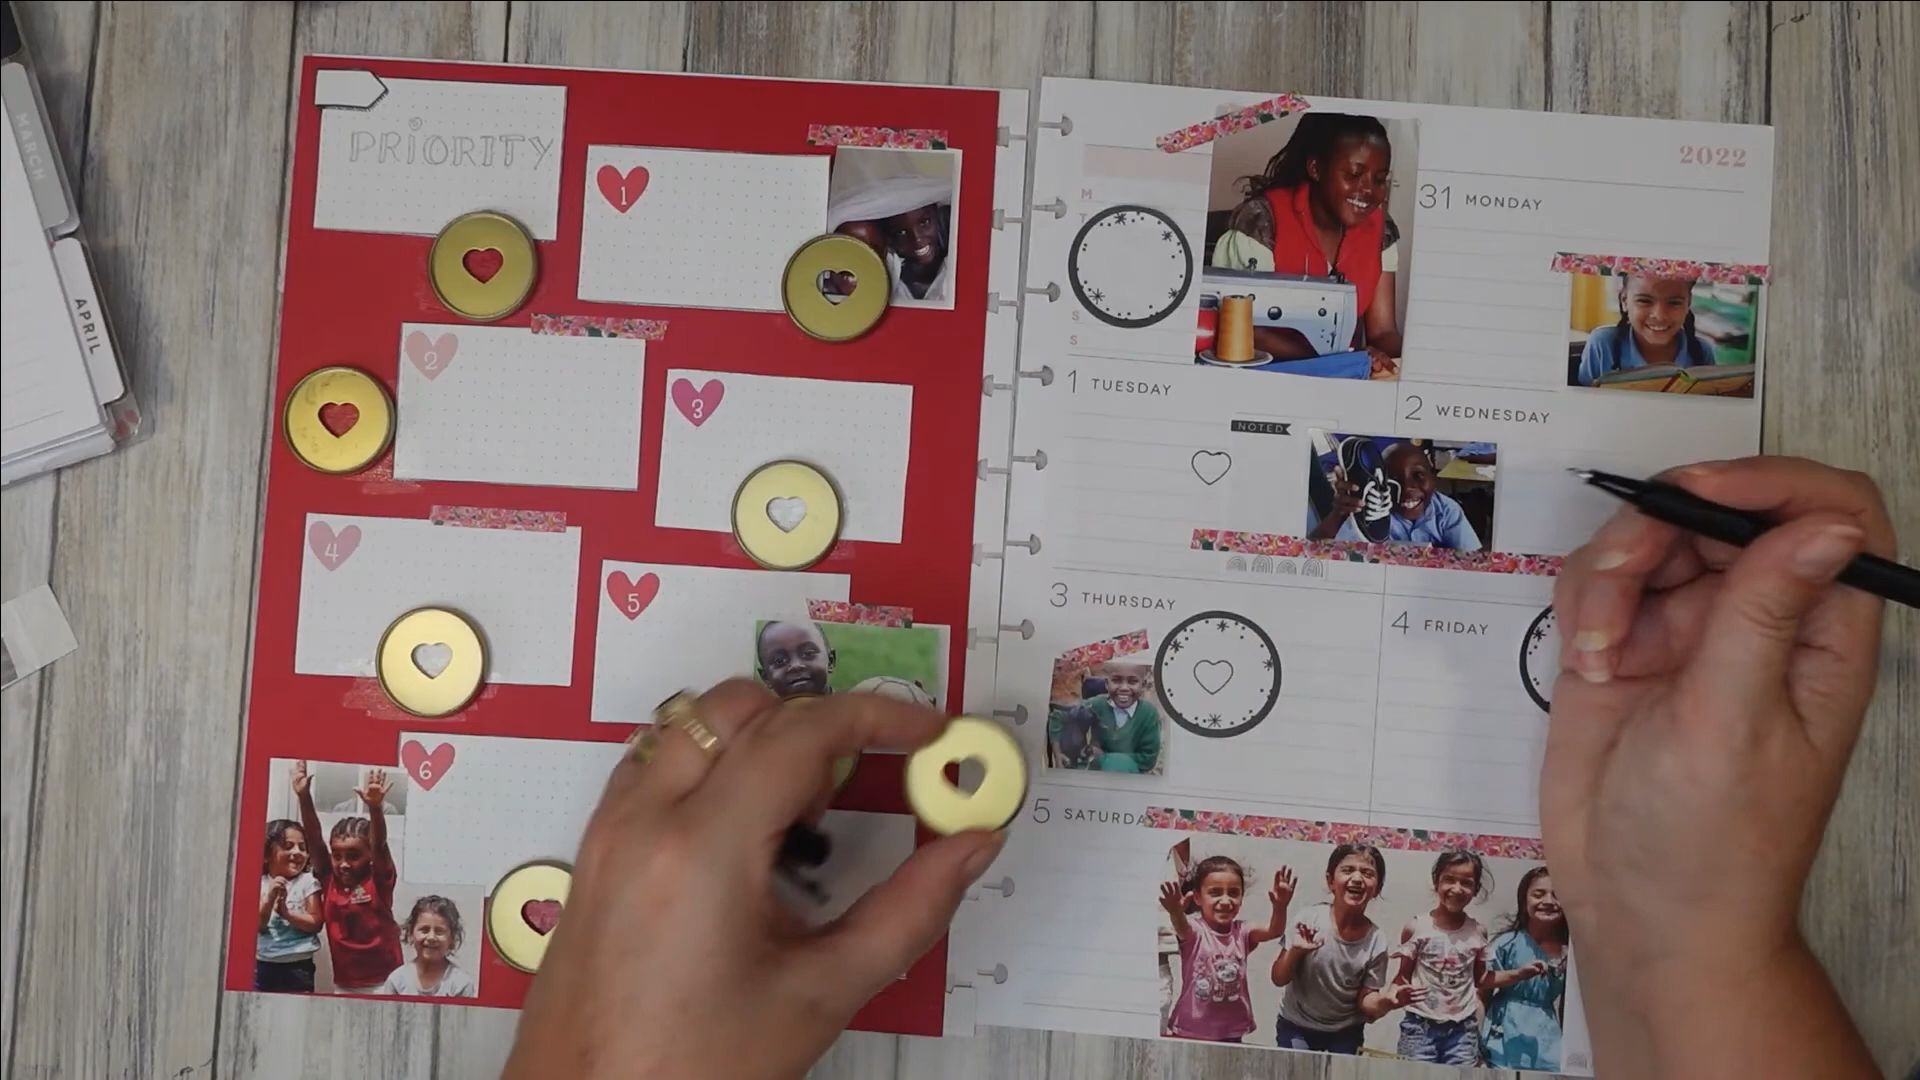 MARCH
APRIL
PRIORITY
1
2
3
4
5
6
2022
M
T
S
S
31 MONDAY
1 TUESDAY
2 WEDNESDAY
NOTED
3 THURSDAY
4 FRIDAY
5 SATURDA